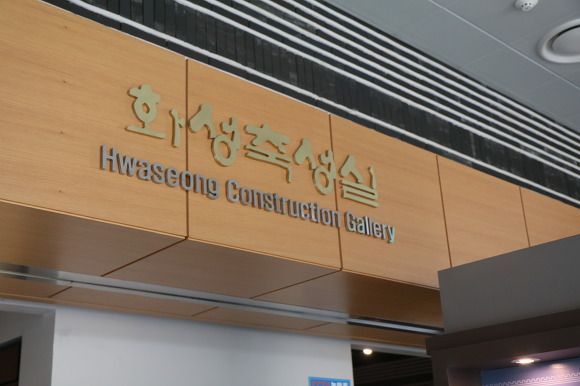 화성축성실
Hwaseong Construction Gallery